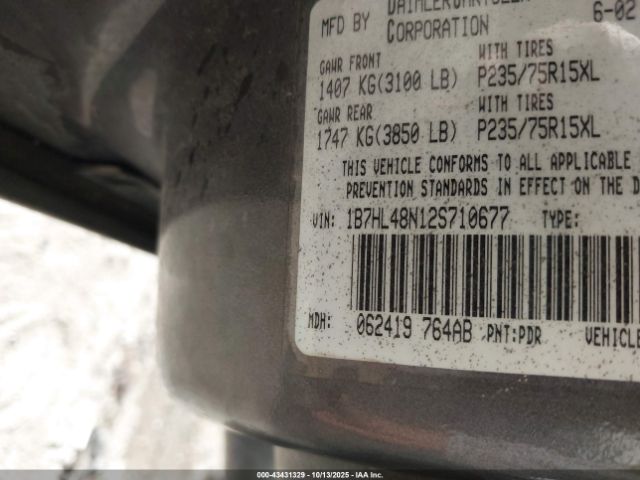 MFD BY
CORPORATION
6-02
GAWR FRONT
WITH TIRES
1407 KG(3100 LB)
P235/75R15XL
GAWR REAR
WITH TIRES
1747 KG(3850 LB)
P235/75R15XL
THIS VEHICLE CONFORMS TO ALL APPLICABLE
PREVENTION STANDARDS IN EFFECT ON THE D
VIN: 1B7HL48N12S710677 TYPE:
MDH: 062419 764AB PNT:PDR VEHICLE
000-43431329 | 10/13/2025 | IAA Inc.